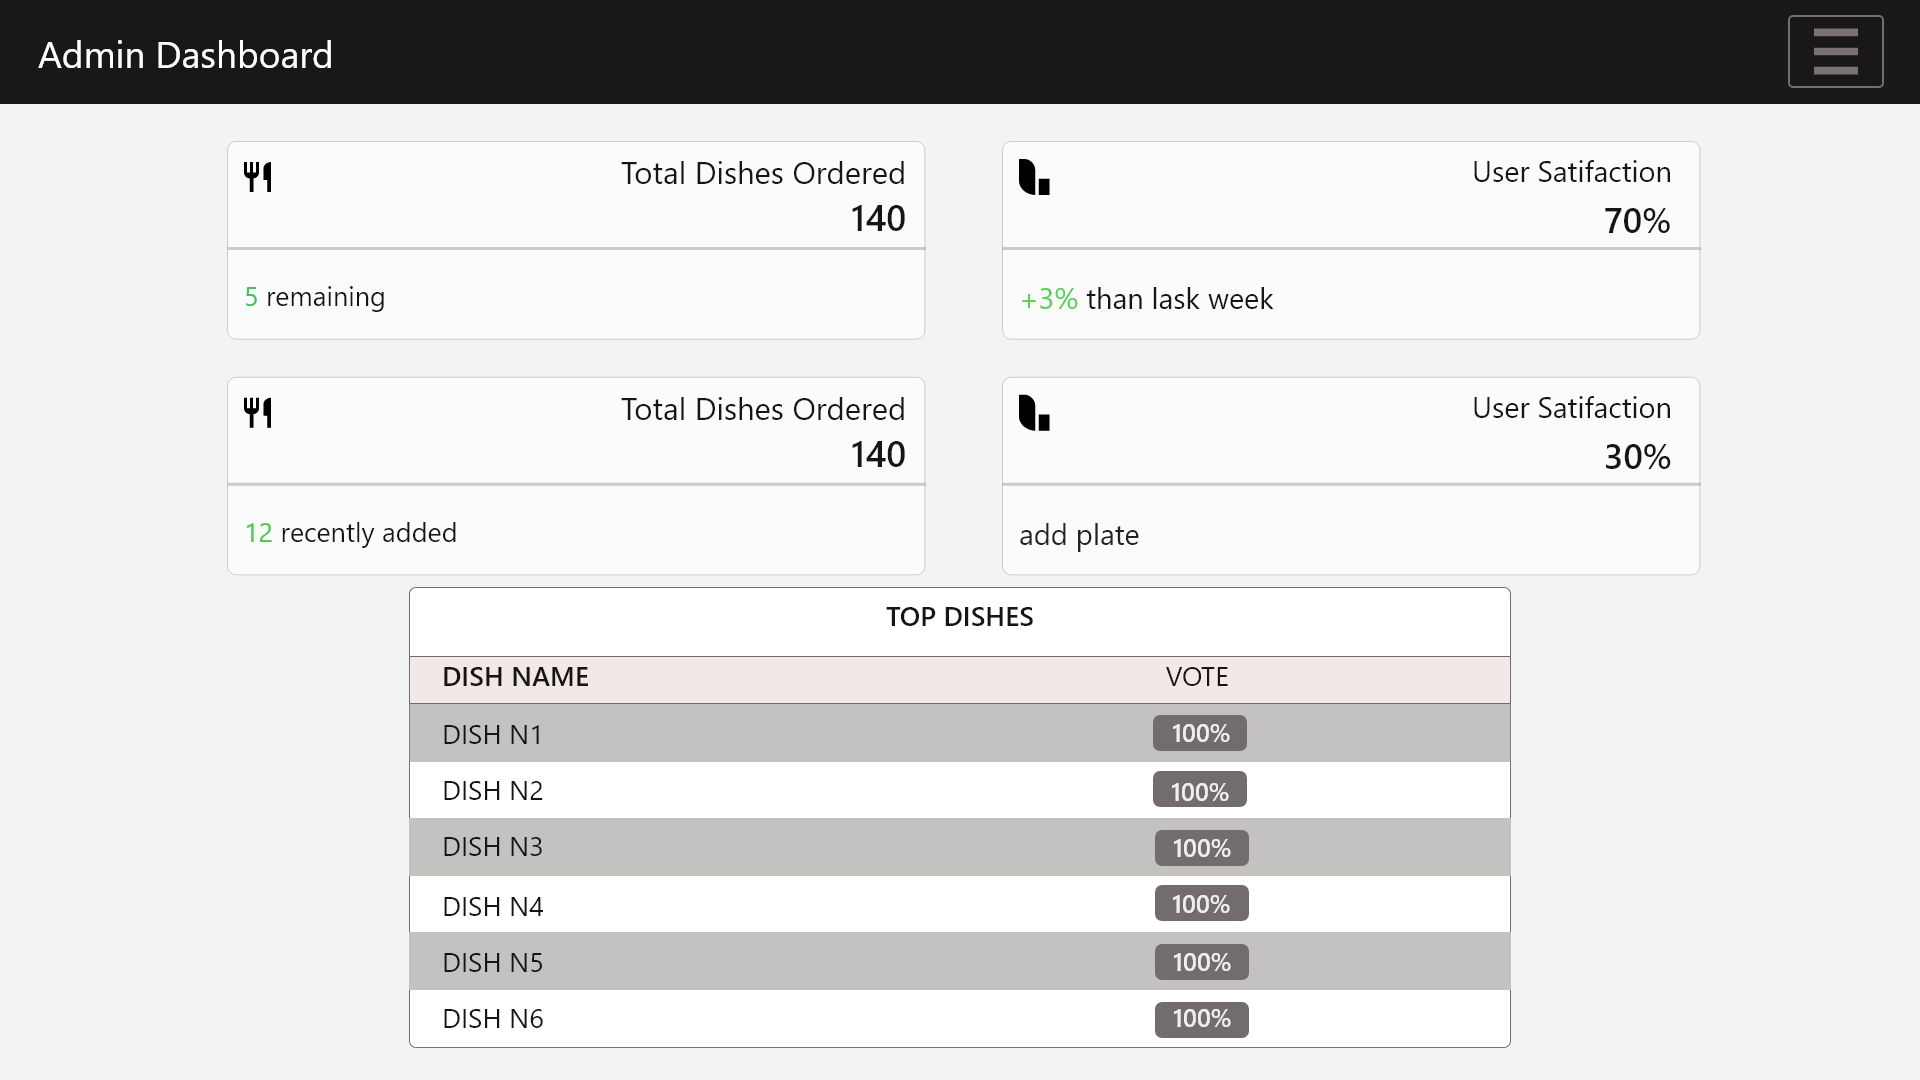 Admin Dashboard
Total Dishes Ordered
140
5 remaining
User Satifaction
70%
+3% than lask week
Total Dishes Ordered
140
12 recently added
User Satifaction
30%
add plate
TOP DISHES
DISH NAME VOTE
DISH N1 100%
DISH N2 100%
DISH N3 100%
DISH N4 100%
DISH N5 100%
DISH N6 100%